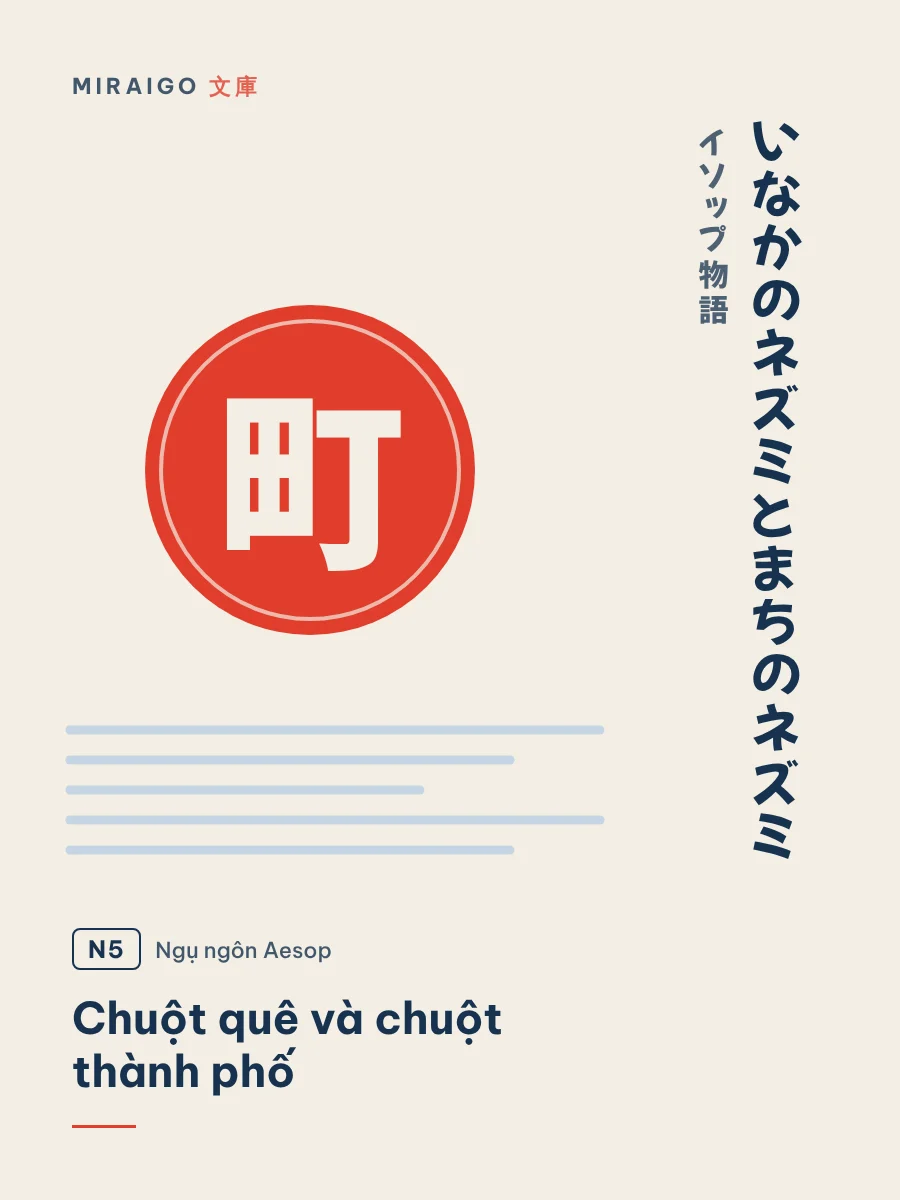 MIRAIGO 文庫
いなかのネズミとまちのネズミ
イソップ物語
町
N5 Ngụ ngôn Aesop
Chuột quê và chuột
thành phố